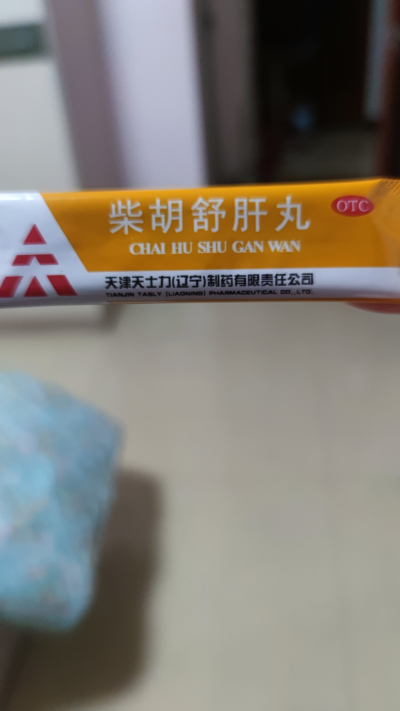 柴胡舒肝丸
OTC
CHAI HU SHU GAN WAN
天津天士力(辽宁)制药有限责任公司
TIANJIN TASLY (LIAONING) PHARMACEUTICAL CO., LTD.